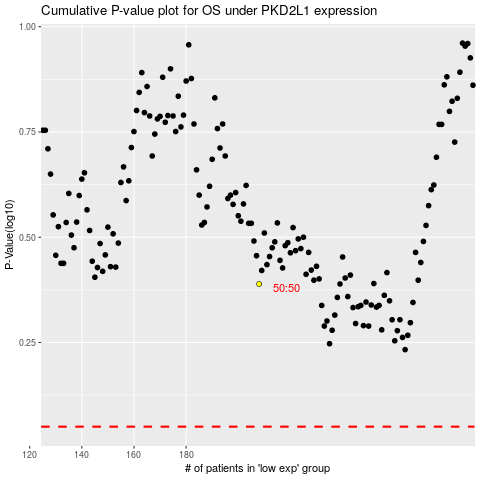 Cumulative P-value plot for OS under PKD2L1 expression
1.00
0.75
0.50
0.25
P-Value(log10)
50:50
120 140 160 180
# of patients in 'low exp' group